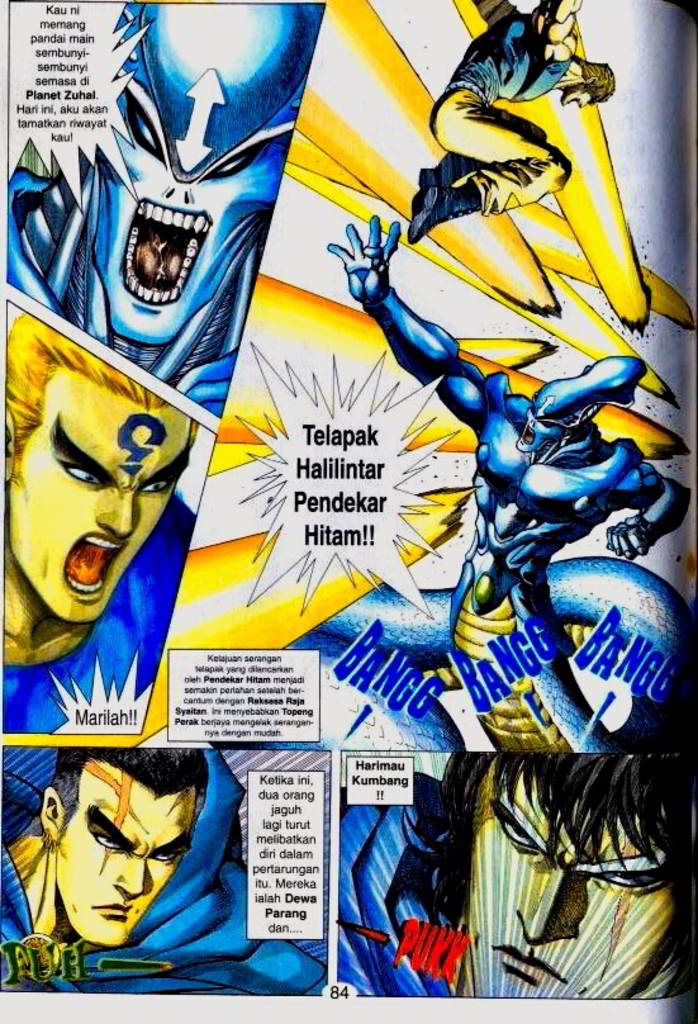 Kau ni
memang
pandai main
sembunyi-
sembunyi
semasa di
Planet Zuhal.
Hari ini, aku akan
tamatkan riwayat
kau!
Telapak
Halilintar
Pendekar
Hitam!!
Marilah!!
Kelajuan serangan
telapak yang dilancarkan
oleh Pendekar Hitam menjadi
semakin perlahan setelah ber-
cantum dengan Raksasa Raja
Syaitan. Ini menyebabkan Topeng
Perak berjaya mengelak serangan-
nya dengan mudah.
BANGG
BANGG
BANGG
!
!
!
Ketika ini,
dua orang
jaguh
lagi turut
melibatkan
diri dalam
pertarungan
itu. Mereka
ialah Dewa
Parang
dan....
Harimau
Kumbang
!!
PUKK
84